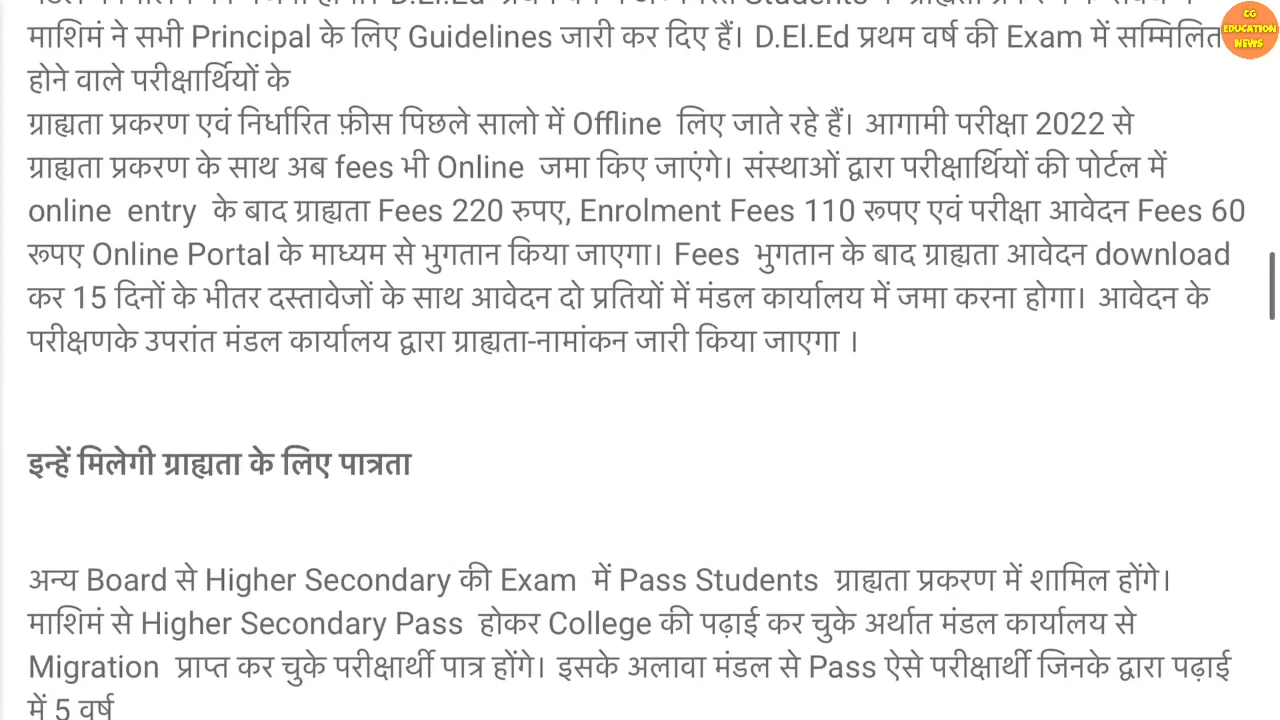 माशिमं ने सभी Principal के लिए Guidelines जारी कर दिए हैं। D.El.Ed प्रथम वर्ष की Exam में सम्मिलित
होने वाले परीक्षार्थियों के
ग्राह्यता प्रकरण एवं निर्धारित फ़ीस पिछले सालो में Offline लिए जाते रहे हैं। आगामी परीक्षा 2022 से
ग्राह्यता प्रकरण के साथ अब fees भी Online जमा किए जाएंगे। संस्थाओं द्वारा परीक्षार्थियों की पोर्टल में
online entry के बाद ग्राह्यता Fees 220 रुपए, Enrolment Fees 110 रूपए एवं परीक्षा आवेदन Fees 60
रूपए Online Portal के माध्यम से भुगतान किया जाएगा। Fees भुगतान के बाद ग्राह्यता आवेदन download
कर 15 दिनों के भीतर दस्तावेजों के साथ आवेदन दो प्रतियों में मंडल कार्यालय में जमा करना होगा। आवेदन के
परीक्षणके उपरांत मंडल कार्यालय द्वारा ग्राह्यता-नामांकन जारी किया जाएगा ।
इन्हें मिलेगी ग्राह्यता के लिए पात्रता
अन्य Board से Higher Secondary की Exam में Pass Students ग्राह्यता प्रकरण में शामिल होंगे।
माशिमं से Higher Secondary Pass होकर College की पढ़ाई कर चुके अर्थात मंडल कार्यालय से
Migration प्राप्त कर चुके परीक्षार्थी पात्र होंगे। इसके अलावा मंडल से Pass ऐसे परीक्षार्थी जिनके द्वारा पढ़ाई
में 5 वर्ष
CG
EDUCATION
NEWS